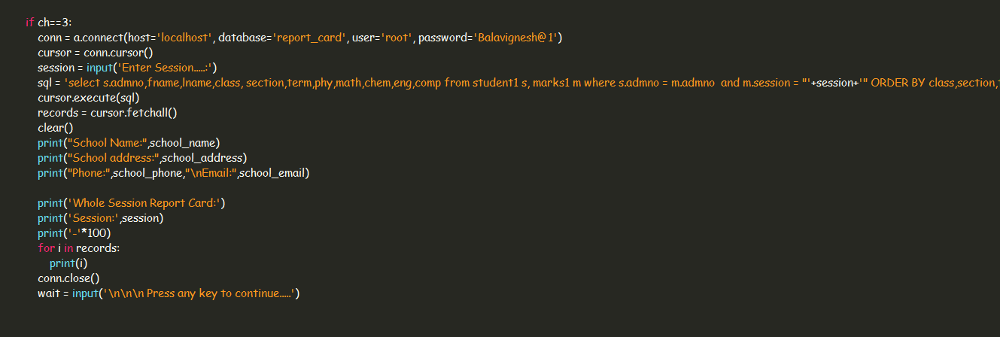 if ch==3:
conn = a.connect(host='localhost', database='report_card', user='root', password='Balavignesh@1')
cursor = conn.cursor()
session = input('Enter Session.....:')
sql = 'select s.admno,fname,lname,class, section,term,phy,math,chem,eng,comp from student1 s, marks1 m where s.admno = m.admno  and m.session = "'+session+'" ORDER BY class,section,
cursor.execute(sql)
records = cursor.fetchall()
clear()
print("School Name:",school_name)
print("School address:",school_address)
print("Phone:",school_phone,"\nEmail:",school_email)
print('Whole Session Report Card:')
print('Session:',session)
print('-'*100)
for i in records:
print(i)
conn.close()
wait = input('\n\n\n Press any key to continue.....')